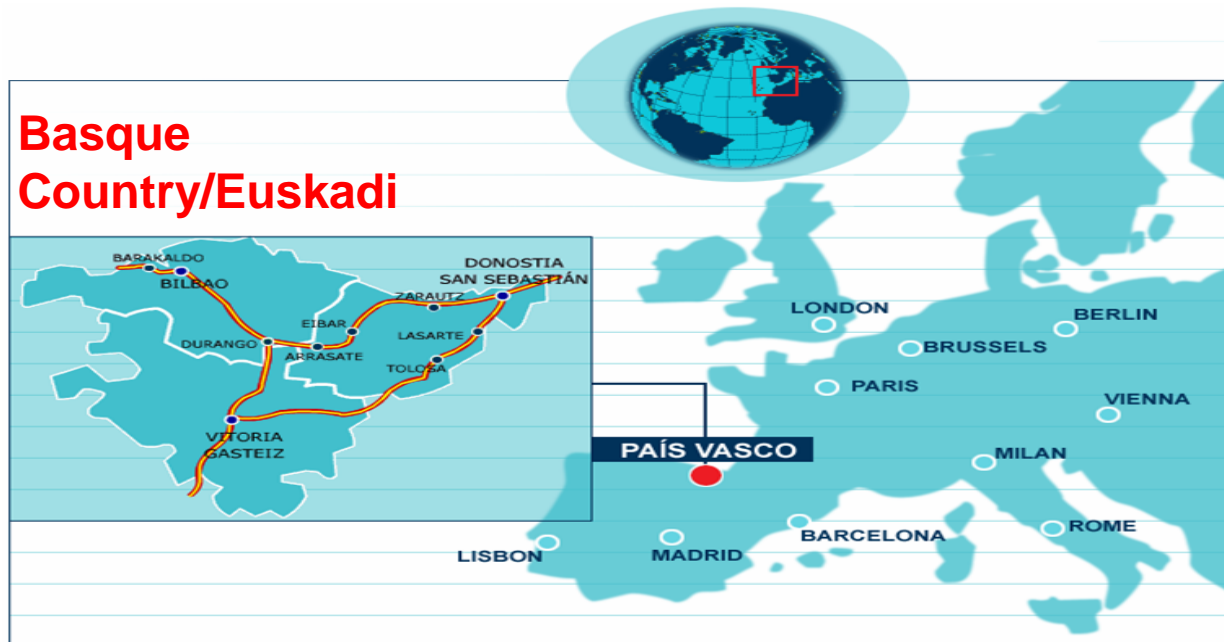 Basque
Country/Euskadi
BARAKALDO
BILBAO
DONOSTIA
SAN SEBASTIÁN
ZARAUTZ
EIBAR
LASARTE
DURANGO
ARRASATE
TOLOSA
VITORIA
GASTEIZ
LONDON
BERLIN
BRUSSELS
PARIS
VIENNA
PAÍS VASCO
MILAN
LISBON
MADRID
BARCELONA
ROME